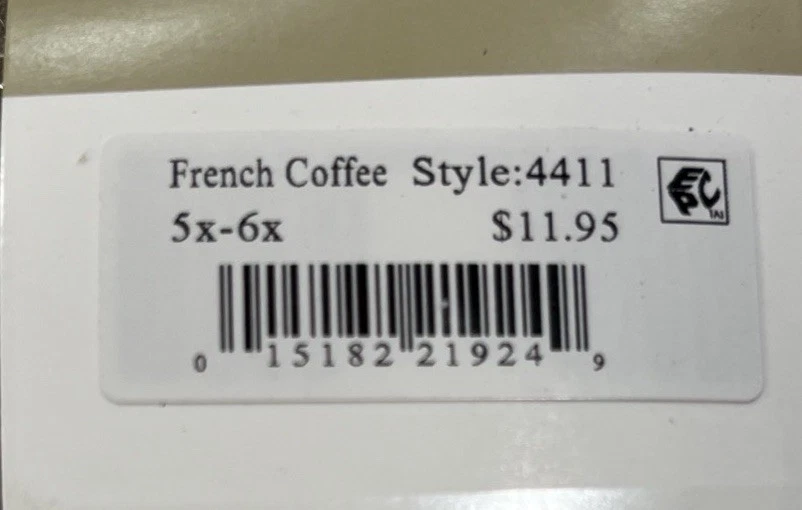 French Coffee Style:4411
5x-6x $11.95
0 15182 21924 9